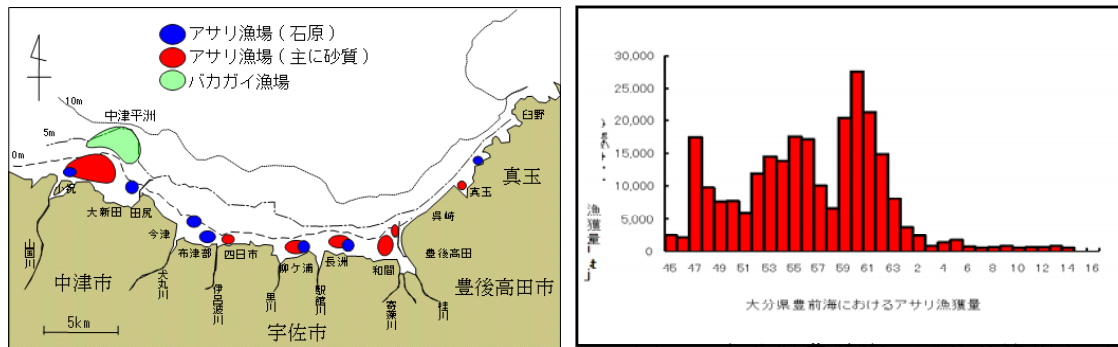 アサリ漁場（石原）
アサリ漁場（主に砂質）
バカガイ漁場
10m
中津平洲
5m
0m
臼野
小祝
真玉
真玉
大新田
田尻
呉崎
今津
布津部
四日市
柳ケ浦
長洲
和間
豊後高田
山国川
中津市
犬丸川
伊呂波川
黒川
駅館川
寄藻川
桂川
豊後高田市
宇佐市
5km
30,000
25,000
20,000
15,000
10,000
5,000
0
漁獲量
45 47 49 51 53 55 57 59 61 63 2 4 6 8 10 12 14 16
大分県豊前海におけるアサリ漁獲量